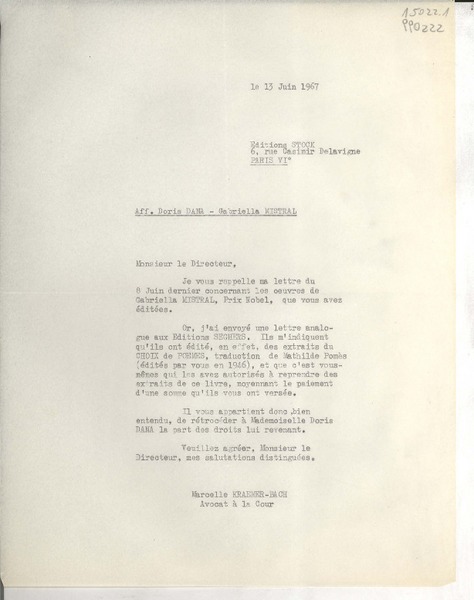 15022 1
990222
le 13 Juin 1967
Editions STOCK
6, rue Casimir Delavigne
PARIS VI°
Aff. Doris DANA - Gabriella MISTRAL
Monsieur le Directeur,
Je vous rappelle ma lettre du
8 Juin dernier concernant les oeuvres de
Gabriella MISTRAL, Prix Nobel, que vous avez
éditées.
Or, j'ai envoyé une lettre analo-
gue aux Editions SEGHERS. Ils m'indiquent
qu'ils ont édité, en effet, des extraits du
CHOIX de POEMES, traduction de Mathilde Pomès
(édités par vous en 1946), et que c'est vous-
mêmes qui les avez autorisés à reprendre des
extraits de ce livre, moyennant le paiement
d'une somme qu'ils vous ont versée.
Il vous appartient donc bien
entendu, de rétrocéder à Mademoiselle Doris
DANA la part des droits lui revenant.
Veuillez agréer, Monsieur le
Directeur, mes salutations distinguées.
Marcelle KRAEMER-BACH
Avocat à la Cour